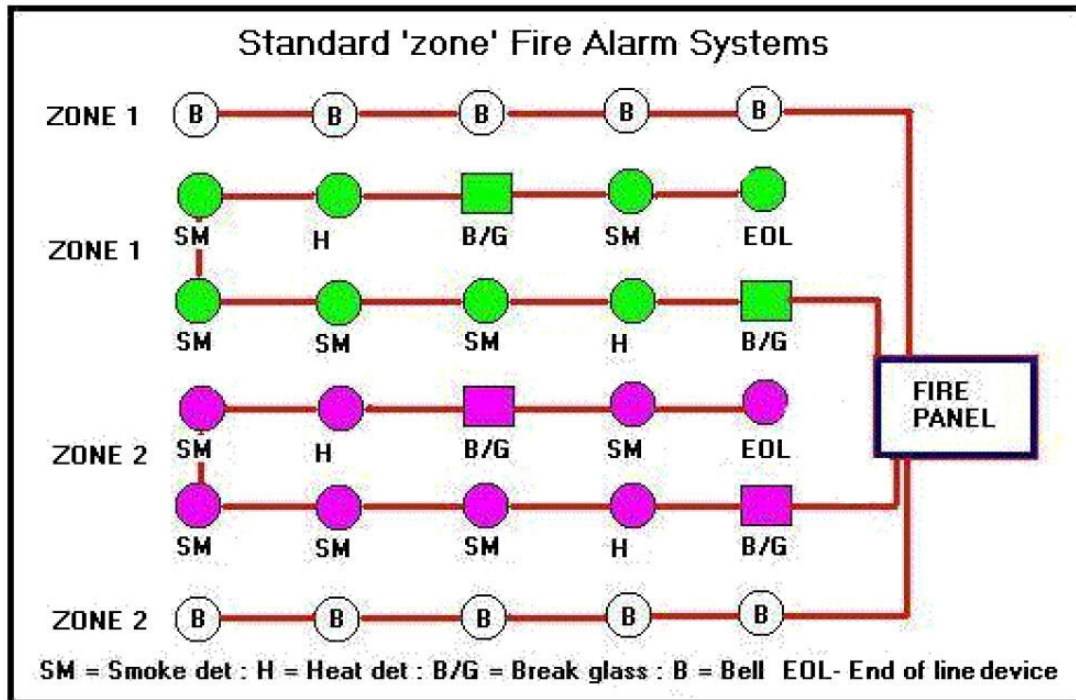 Standard 'zone' Fire Alarm Systems
ZONE 1
B B B B B
ZONE 1
SM H B/G SM EOL
SM SM SM H B/G
FIRE
PANEL
ZONE 2
SM H B/G SM EOL
SM SM SM H B/G
ZONE 2
B B B B B
SM = Smoke det : H = Heat det : B/G = Break glass : B = Bell EOL- End of line device